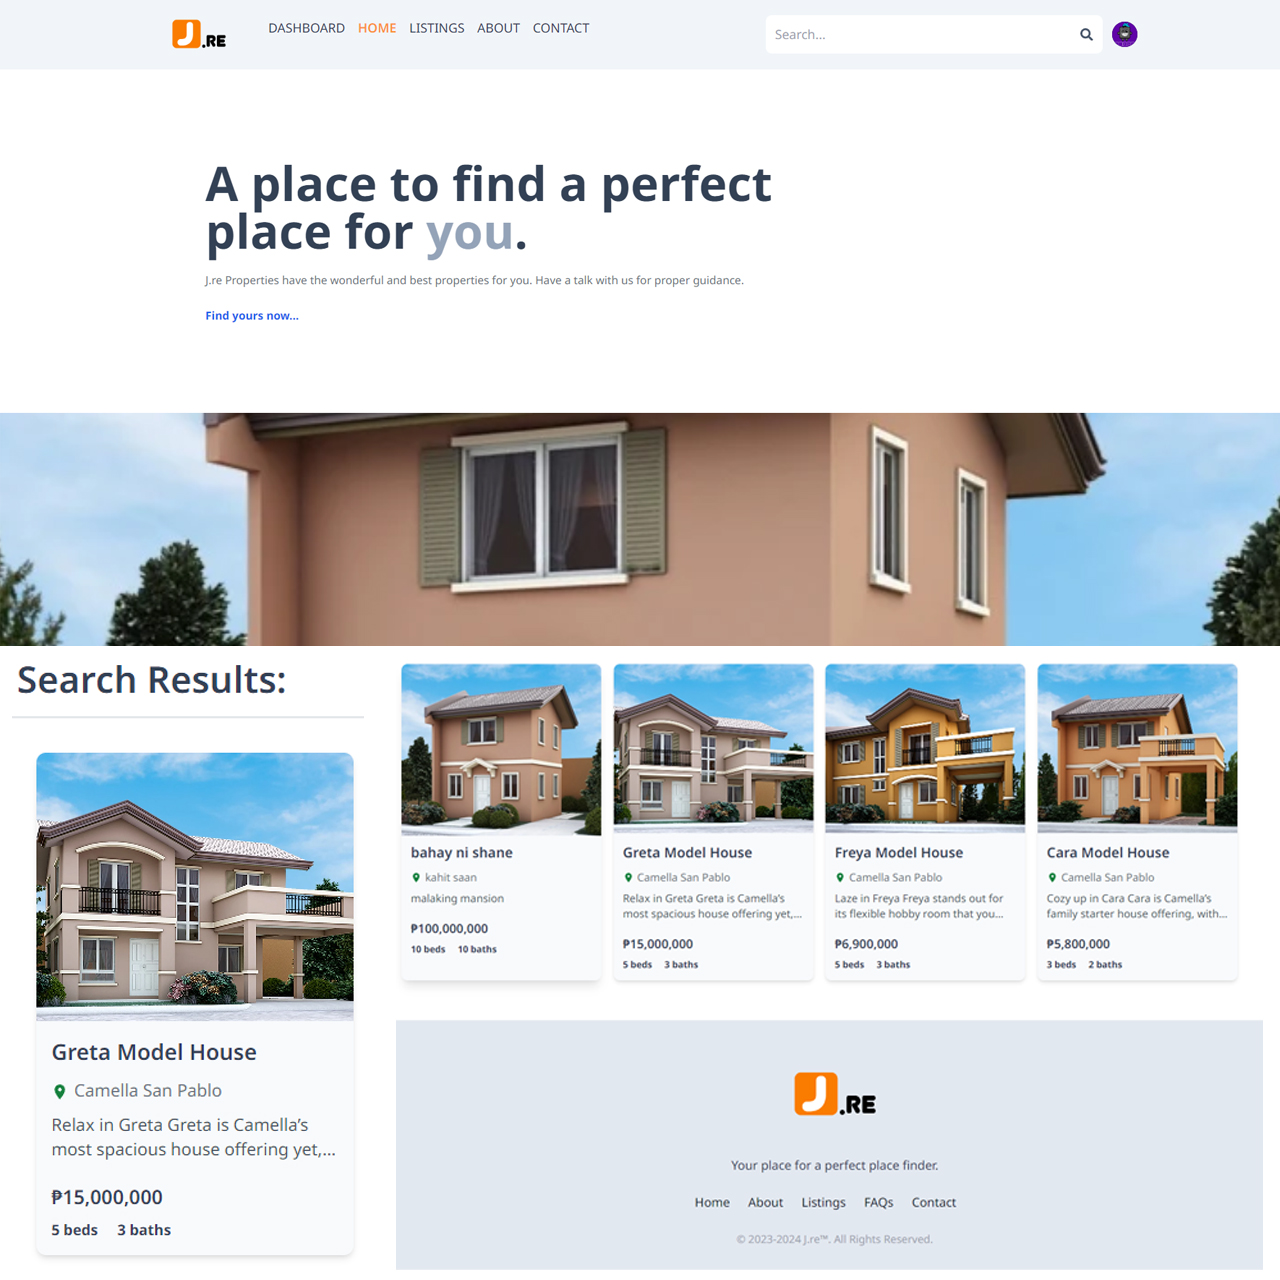 J.RE
DASHBOARD HOME LISTINGS ABOUT CONTACT
Search...
A place to find a perfect
place for you.
J.re Properties have the wonderful and best properties for you. Have a talk with us for proper guidance.
Find yours now...
Search Results:
Greta Model House
Camella San Pablo
Relax in Greta Greta is Camella’s
most spacious house offering yet,...
₱15,000,000
5 beds 3 baths
bahay ni shane
kahit saan
malaking mansion
₱100,000,000
10 beds 10 baths
Greta Model House
Camella San Pablo
Relax in Greta Greta is Camella’s
most spacious house offering yet,...
₱15,000,000
5 beds 3 baths
Freya Model House
Camella San Pablo
Laze in Freya Freya stands out for
its flexible hobby room that you...
₱6,900,000
5 beds 3 baths
Cara Model House
Camella San Pablo
Cozy up in Cara Cara is Camella’s
family starter house offering, with...
₱5,800,000
3 beds 2 baths
J.RE
Your place for a perfect place finder.
Home About Listings FAQs Contact
© 2023-2024 J.re™. All Rights Reserved.